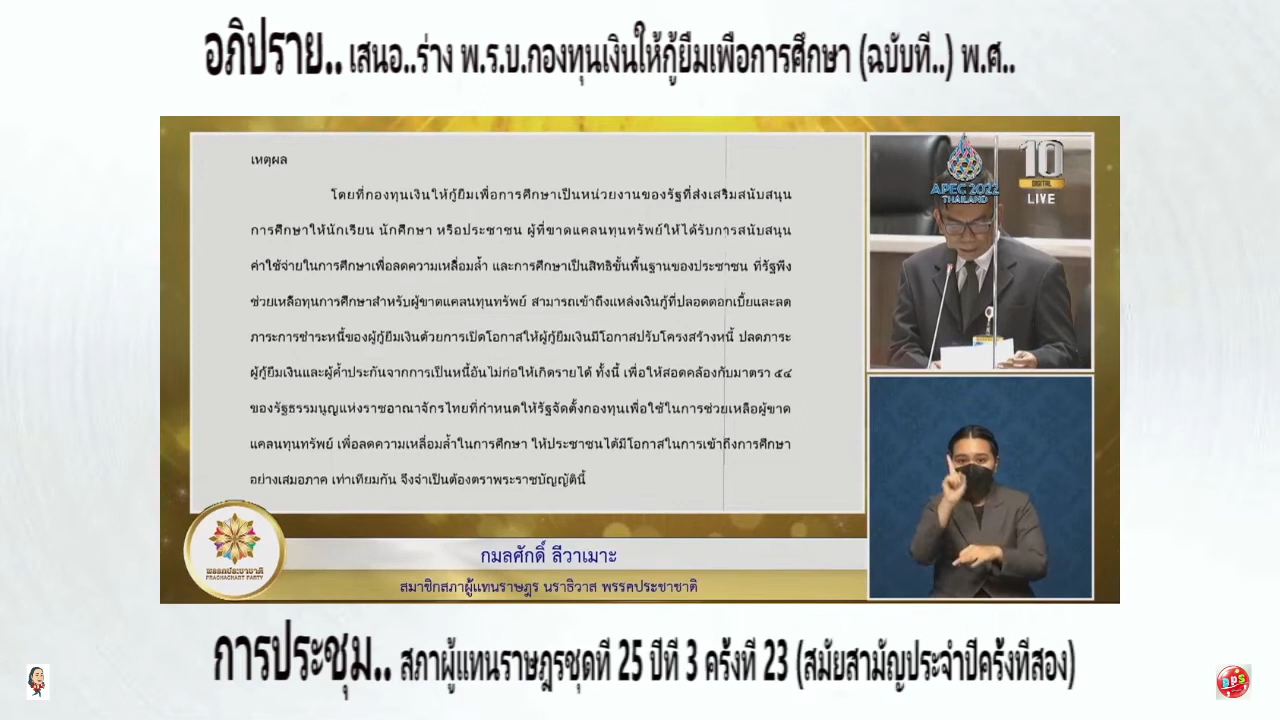 อภิปราย.. เสนอ..ร่าง พ.ร.บ.กองทุนเงินให้กู้ยืมเพื่อการศึกษา (ฉบับที่..) พ.ศ..
เหตุผล
โดยที่กองทุนเงินให้กู้ยืมเพื่อการศึกษาเป็นหน่วยงานของรัฐที่ส่งเสริมสนับสนุน
การศึกษาให้นักเรียน นักศึกษา หรือประชาชน ผู้ที่ขาดแคลนทุนทรัพย์ให้ได้รับการสนับสนุน
ค่าใช้จ่ายในการศึกษาเพื่อลดความเหลื่อมล้ำ และการศึกษาเป็นสิทธิขั้นพื้นฐานของประชาชน ที่รัฐพึง
ช่วยเหลือทุนการศึกษาสำหรับผู้ขาดแคลนทุนทรัพย์ สามารถเข้าถึงแหล่งเงินกู้ที่ปลอดดอกเบี้ยและลด
ภาระการชำระหนี้ของผู้กู้ยืมเงินด้วยการเปิดโอกาสให้ผู้กู้ยืมเงินมีโอกาสปรับโครงสร้างหนี้ ปลดภาระ
ผู้กู้ยืมเงินและผู้ค้ำประกันจากการเป็นหนี้อันไม่ก่อให้เกิดรายได้ ทั้งนี้ เพื่อให้สอดคล้องกับมาตรา ๕๔
ของรัฐธรรมนูญแห่งราชอาณาจักรไทยที่กำหนดให้รัฐจัดตั้งกองทุนเพื่อใช้ในการช่วยเหลือผู้ขาด
แคลนทุนทรัพย์ เพื่อลดความเหลื่อมล้ำในการศึกษา ให้ประชาชนได้มีโอกาสในการเข้าถึงการศึกษา
อย่างเสมอภาค เท่าเทียมกัน จึงจำเป็นต้องตราพระราชบัญญัตินี้
APEC 2022
THAILAND
10
DIGITAL
LIVE
พรรคประชาชาติ
PRACHACHART PARTY
กมลศักดิ์ ลีวาเมาะ
สมาชิกสภาผู้แทนราษฎร นราธิวาส พรรคประชาชาติ
การประชุม.. สภาผู้แทนราษฎรชุดที่ 25 ปีที่ 3 ครั้งที่ 23 (สมัยสามัญประจำปีครั้งที่สอง)
DPS